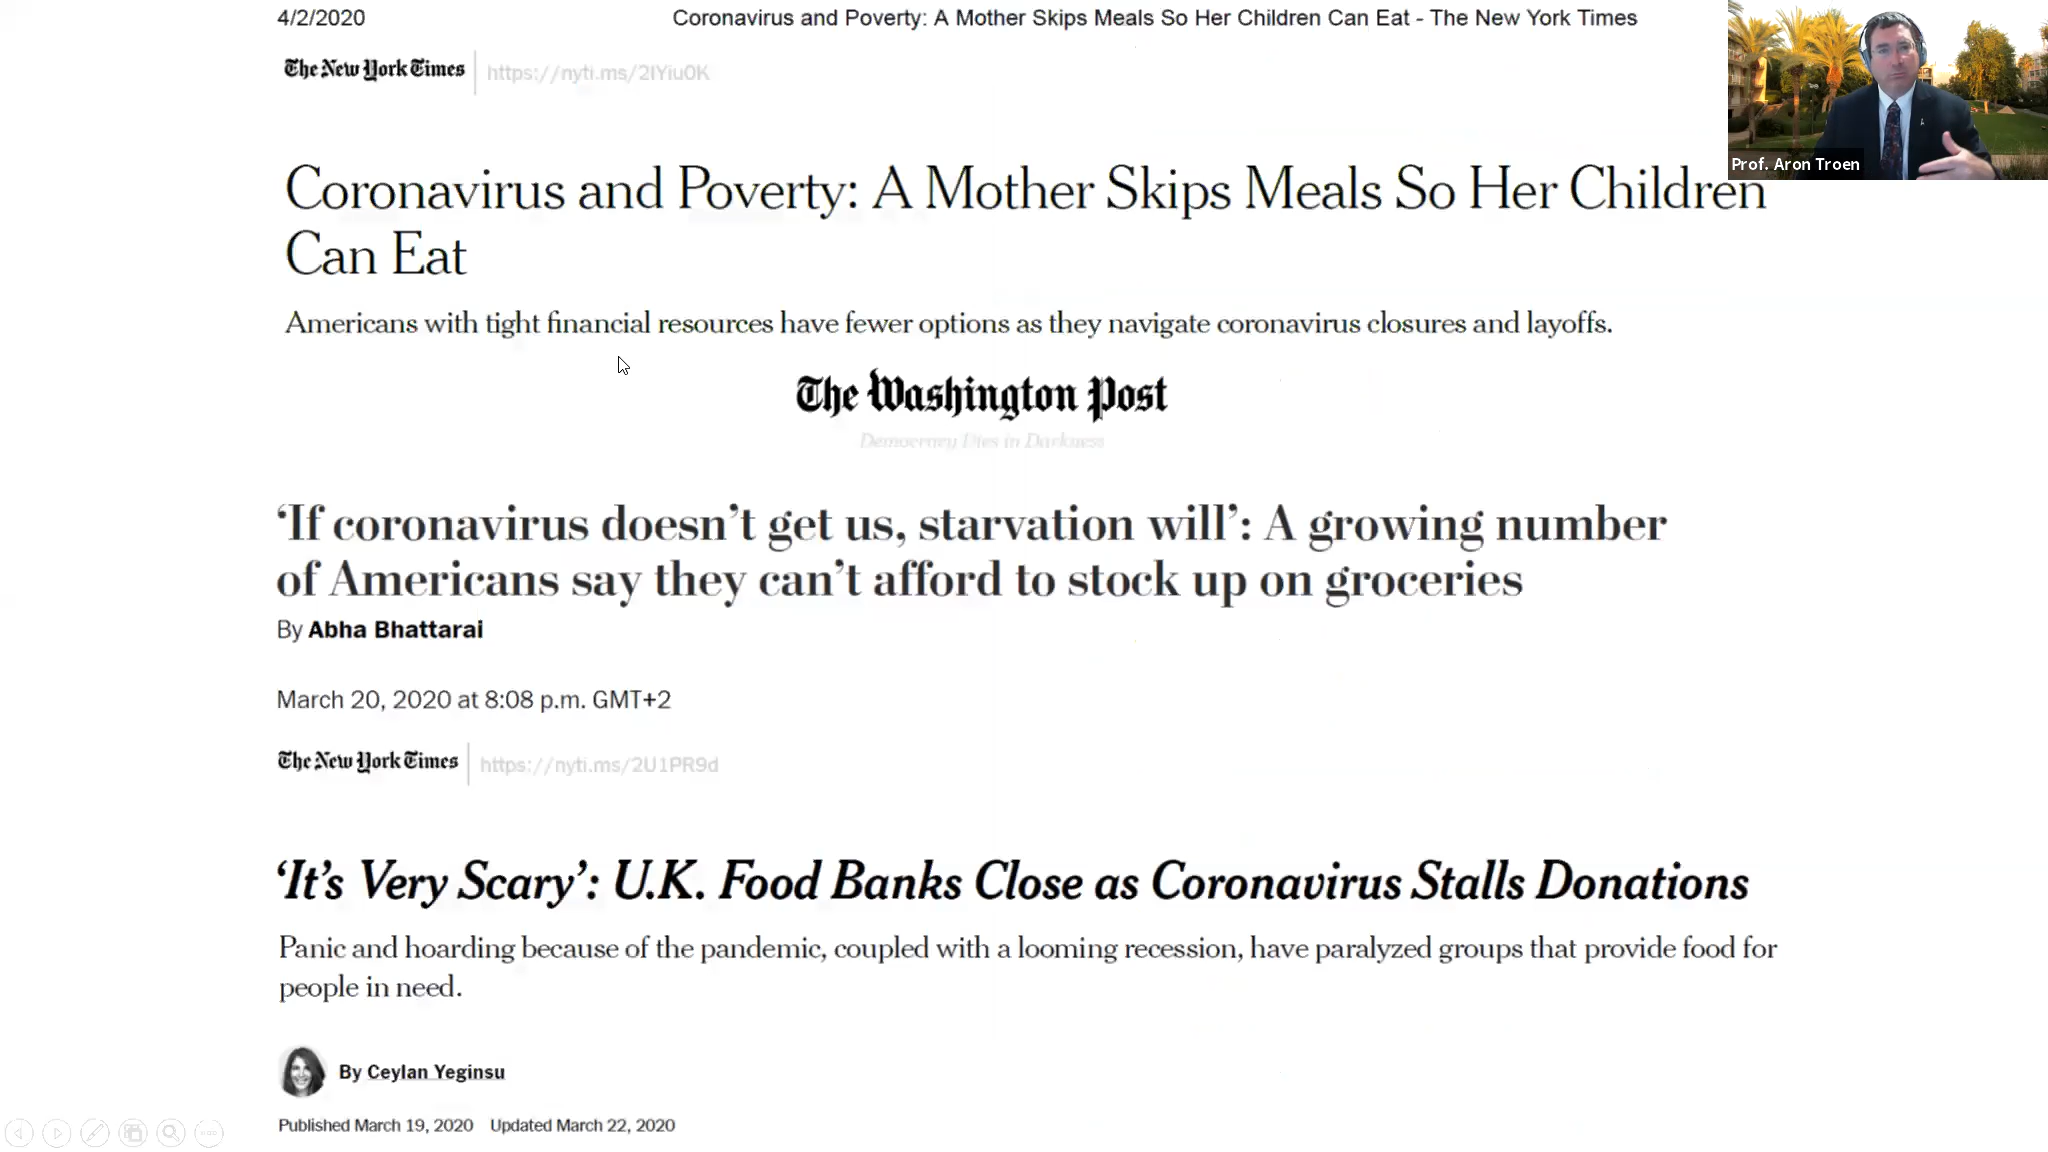 4/2/2020 Coronavirus and Poverty: A Mother Skips Meals So Her Children Can Eat - The New York Times
The New York Times https://nyti.ms/2IYiu0K
Prof. Aron Troen
Coronavirus and Poverty: A Mother Skips Meals So Her Children
Can Eat
Americans with tight financial resources have fewer options as they navigate coronavirus closures and layoffs.
The Washington Post
Democracy Dies in Darkness
‘If coronavirus doesn’t get us, starvation will’: A growing number
of Americans say they can’t afford to stock up on groceries
By Abha Bhattarai
March 20, 2020 at 8:08 p.m. GMT+2
The New York Times https://nyti.ms/2U1PR9d
‘It’s Very Scary’: U.K. Food Banks Close as Coronavirus Stalls Donations
Panic and hoarding because of the pandemic, coupled with a looming recession, have paralyzed groups that provide food for
people in need.
By Ceylan Yeginsu
Published March 19, 2020 Updated March 22, 2020